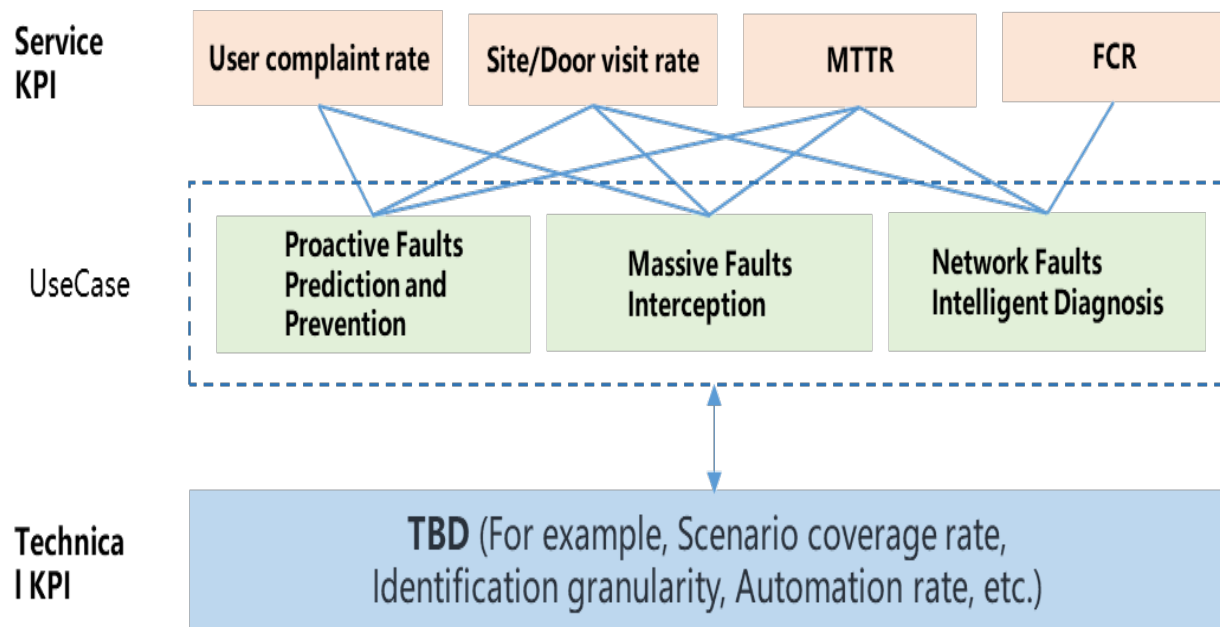 Service
KPI
User complaint rate
Site/Door visit rate
MTTR
FCR
UseCase
Proactive Faults
Prediction and
Prevention
Massive Faults
Interception
Network Faults
Intelligent Diagnosis
Technica
l KPI
TBD (For example, Scenario coverage rate,
Identification granularity, Automation rate, etc.)